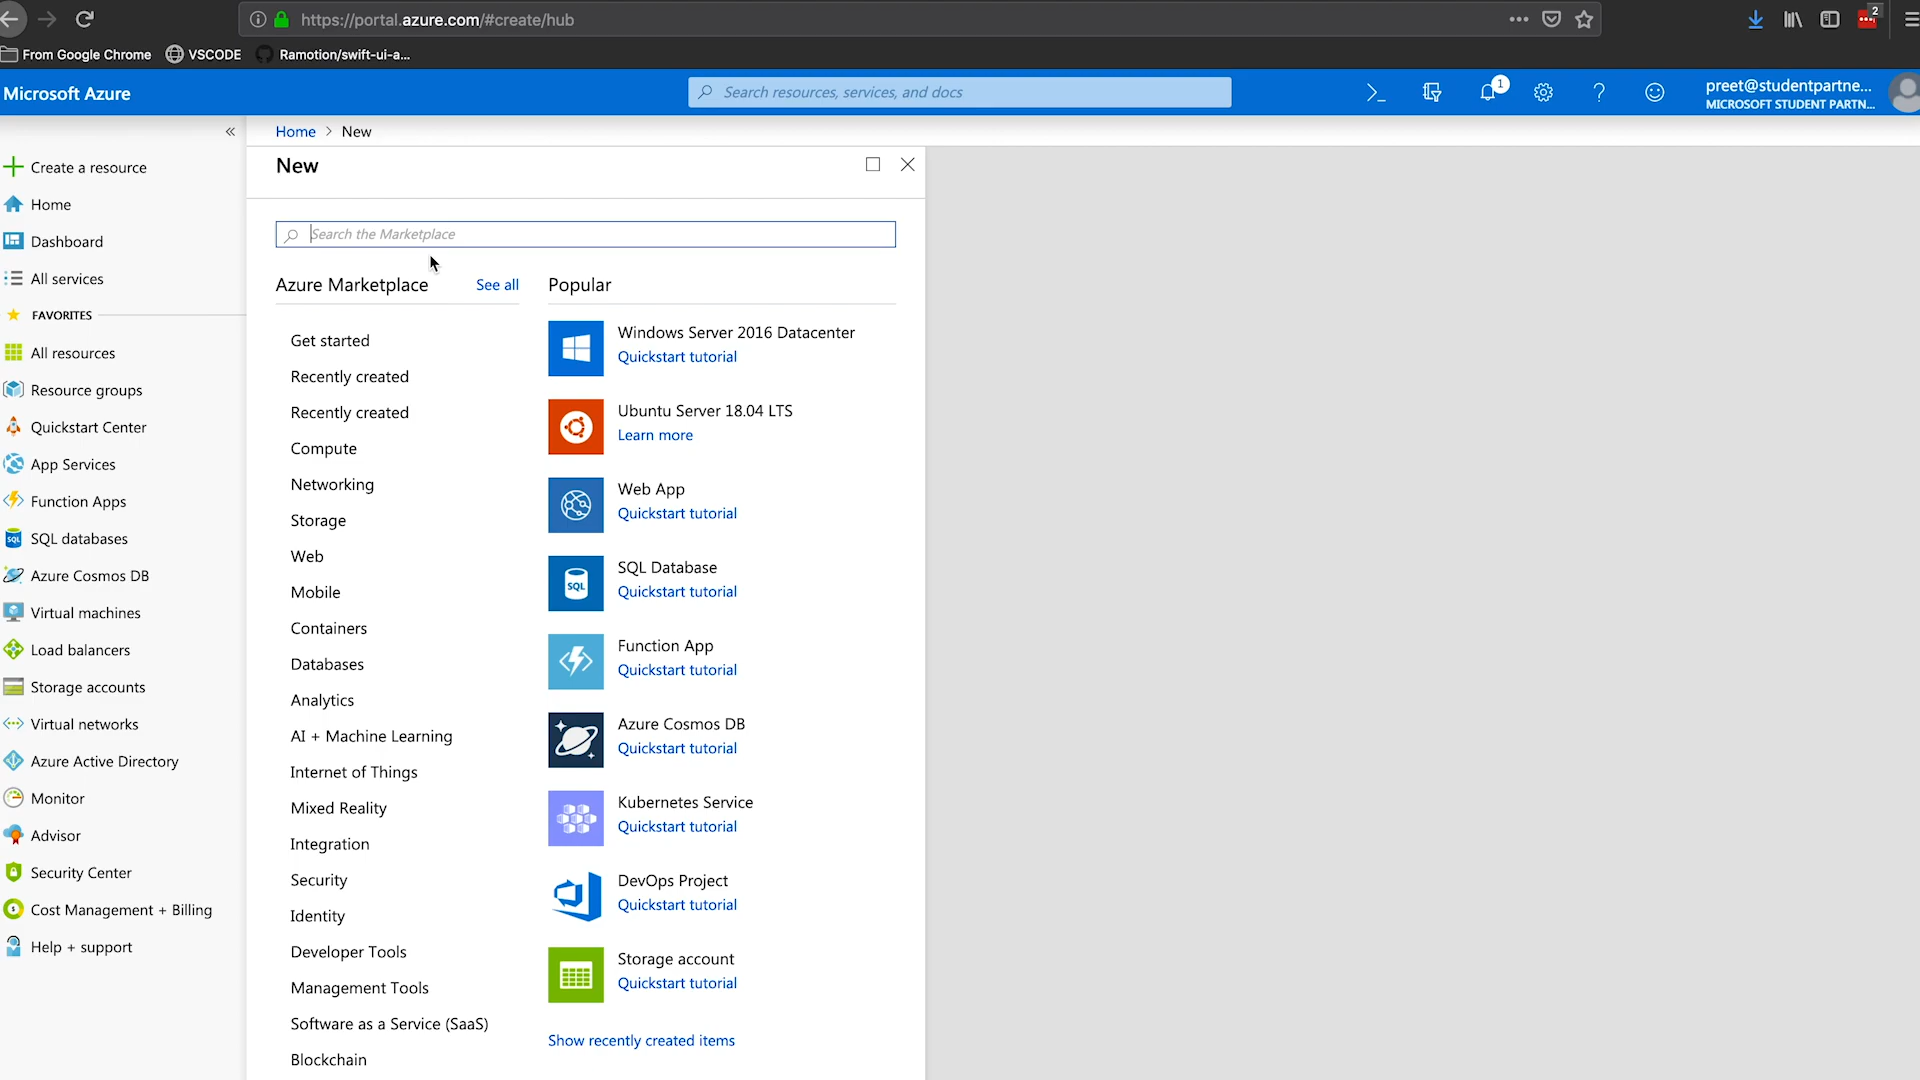 https://portal.azure.com/#create/hub
2
From Google Chrome
VSCODE
Ramotion/swift-ui-a...
Microsoft Azure
Search resources, services, and docs
1
preet@studentpartne...
MICROSOFT STUDENT PARTN...
Home > New
New
Create a resource
Home
Dashboard
All services
FAVORITES
All resources
Resource groups
Quickstart Center
App Services
Function Apps
SQL databases
Azure Cosmos DB
Virtual machines
Load balancers
Storage accounts
Virtual networks
Azure Active Directory
Monitor
Advisor
Security Center
Cost Management + Billing
Help + support
Search the Marketplace
Azure Marketplace
See all
Get started
Recently created
Recently created
Compute
Networking
Storage
Web
Mobile
Containers
Databases
Analytics
AI + Machine Learning
Internet of Things
Mixed Reality
Integration
Security
Identity
Developer Tools
Management Tools
Software as a Service (SaaS)
Blockchain
Popular
Windows Server 2016 Datacenter
Quickstart tutorial
Ubuntu Server 18.04 LTS
Learn more
Web App
Quickstart tutorial
SQL
SQL Database
Quickstart tutorial
Function App
Quickstart tutorial
Azure Cosmos DB
Quickstart tutorial
Kubernetes Service
Quickstart tutorial
DevOps Project
Quickstart tutorial
Storage account
Quickstart tutorial
Show recently created items